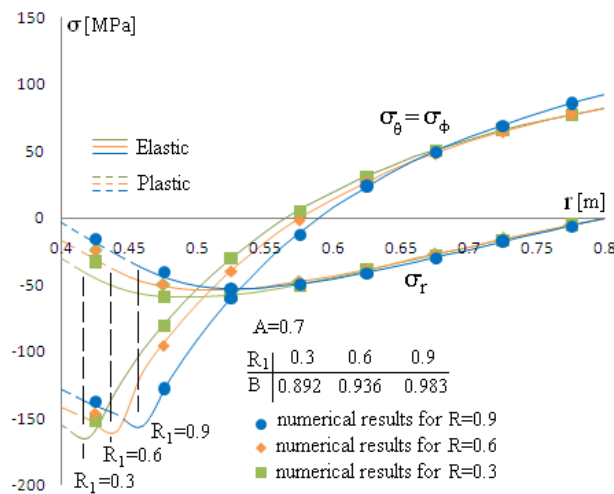 σ [MPa]
150
100
50
0
-50
-100
-150
-200
σθ = σϕ
Elastic
Plastic
r [m]
0.4 0.45 0.5 0.55 0.6 0.65 0.7 0.75 0.8
σr
A=0.7
R1 0.3 0.6 0.9
B 0.892 0.936 0.983
numerical results for R=0.9
numerical results for R=0.6
numerical results for R=0.3
R1=0.9
R1=0.6
R1=0.3